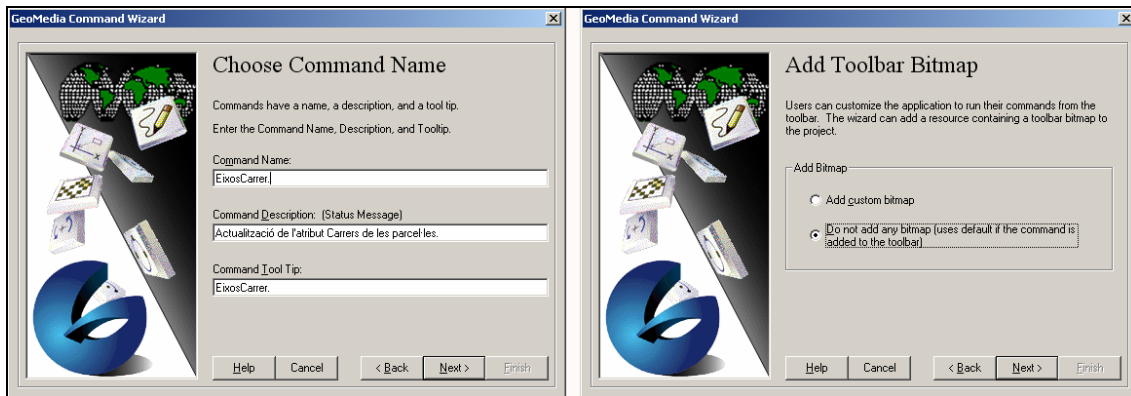 GeoMedia Command Wizard
Choose Command Name
Commands have a name, a description, and a tool tip.
Enter the Command Name, Description, and Tooltip.
Command Name:
EixosCarrer.
Command Description: (Status Message)
Actualització de l'atribut Carrers de les parcel·les.
Command Tool Tip:
EixosCarrer.
Help
Cancel
< Back
Next >
Finish
GeoMedia Command Wizard
Add Toolbar Bitmap
Users can customize the application to run their commands from the
toolbar. The wizard can add a resource containing a toolbar bitmap to
the project.
Add Bitmap
Add custom bitmap
Do not add any bitmap (uses default if the command is
added to the toolbar)
Help
Cancel
< Back
Next >
Finish